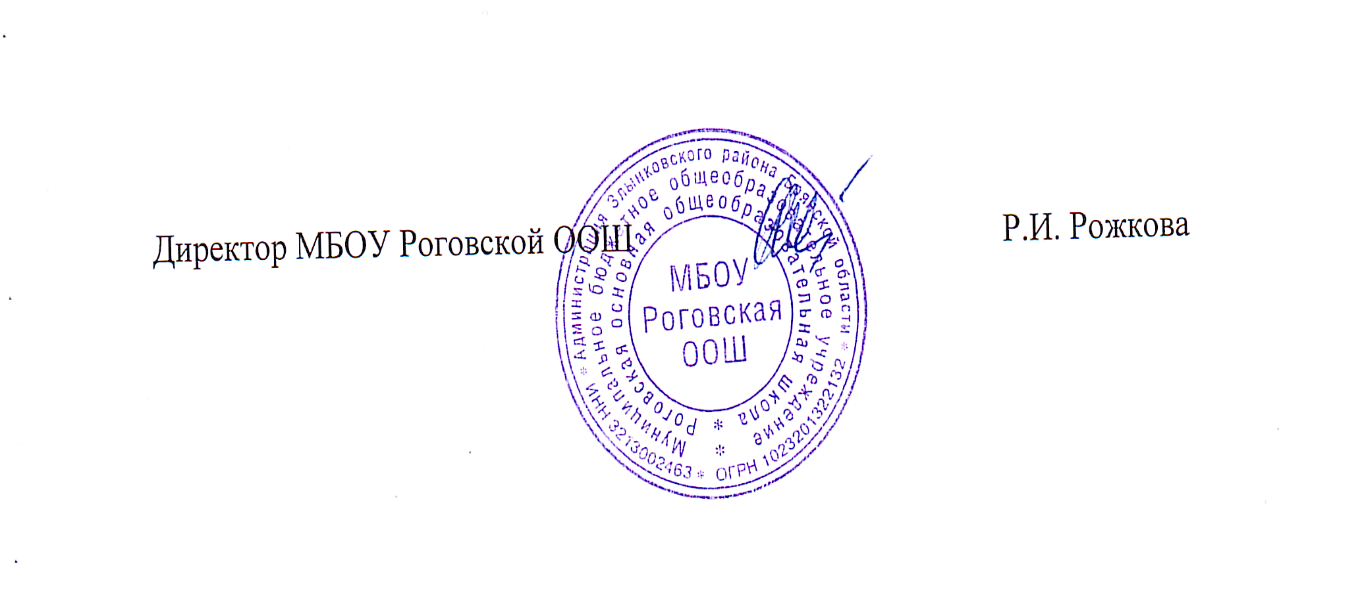 Директор МБОУ Роговской ООШ
Р.И. Рожкова
* Администрация Злынковского района Брянской области *
ИНН 3213002463 * ОГРН 1023201322132
Муниципальное бюджетное общеобразовательное учреждение *
Роговская основная общеобразовательная школа *
МБОУ
Роговская
ООШ